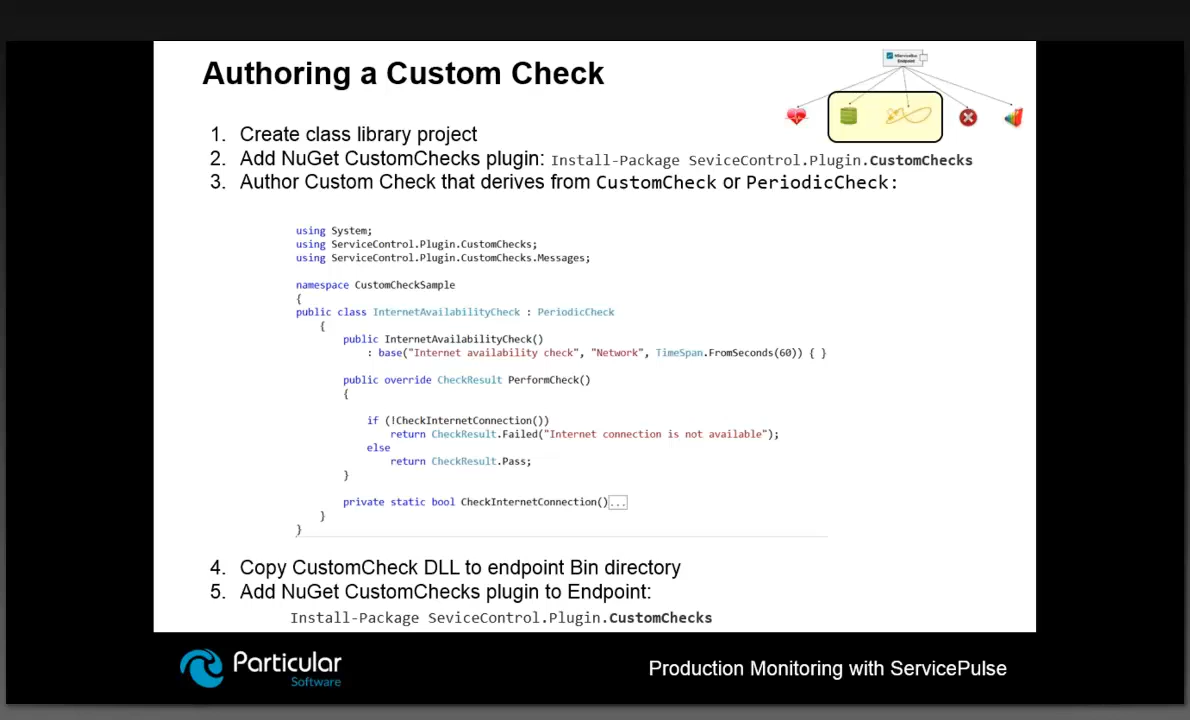 Authoring a Custom Check
Endpoint
1. Create class library project
2. Add NuGet CustomChecks plugin: Install-Package SeviceControl.Plugin.CustomChecks
3. Author Custom Check that derives from CustomCheck or PeriodicCheck:
using System;
using ServiceControl.Plugin.CustomChecks;
using ServiceControl.Plugin.CustomChecks.Messages;
namespace CustomCheckSample
{
public class InternetAvailabilityCheck : PeriodicCheck
{
public InternetAvailabilityCheck()
: base("Internet availability check", "Network", TimeSpan.FromSeconds(60)) { }
public override CheckResult PerformCheck()
{
if (!CheckInternetConnection())
return CheckResult.Failed("Internet connection is not available");
else
return CheckResult.Pass;
}
private static bool CheckInternetConnection()...
}
}
4. Copy CustomCheck DLL to endpoint Bin directory
5. Add NuGet CustomChecks plugin to Endpoint:
Install-Package SeviceControl.Plugin.CustomChecks
Particular
Software
Production Monitoring with ServicePulse